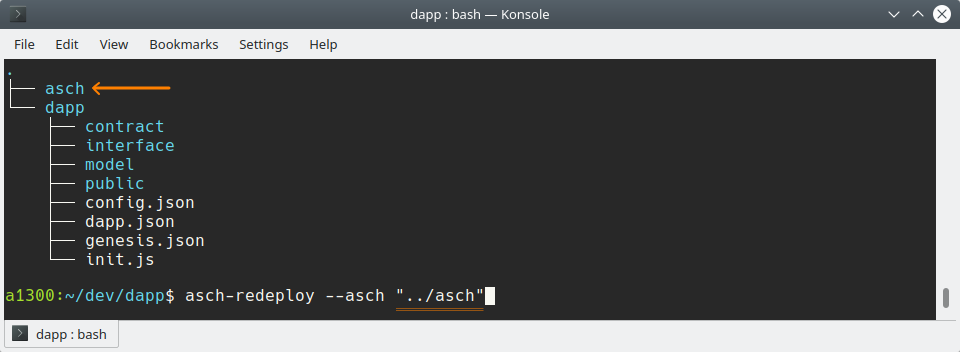 dapp : bash — Konsole
File Edit View Bookmarks Settings Help
.
├── asch
└── dapp
    ├── contract
    ├── interface
    ├── model
    ├── public
    ├── config.json
    ├── dapp.json
    ├── genesis.json
    └── init.js
a1300:~/dev/dapp$ asch-redeploy --asch "../asch"
dapp : bash